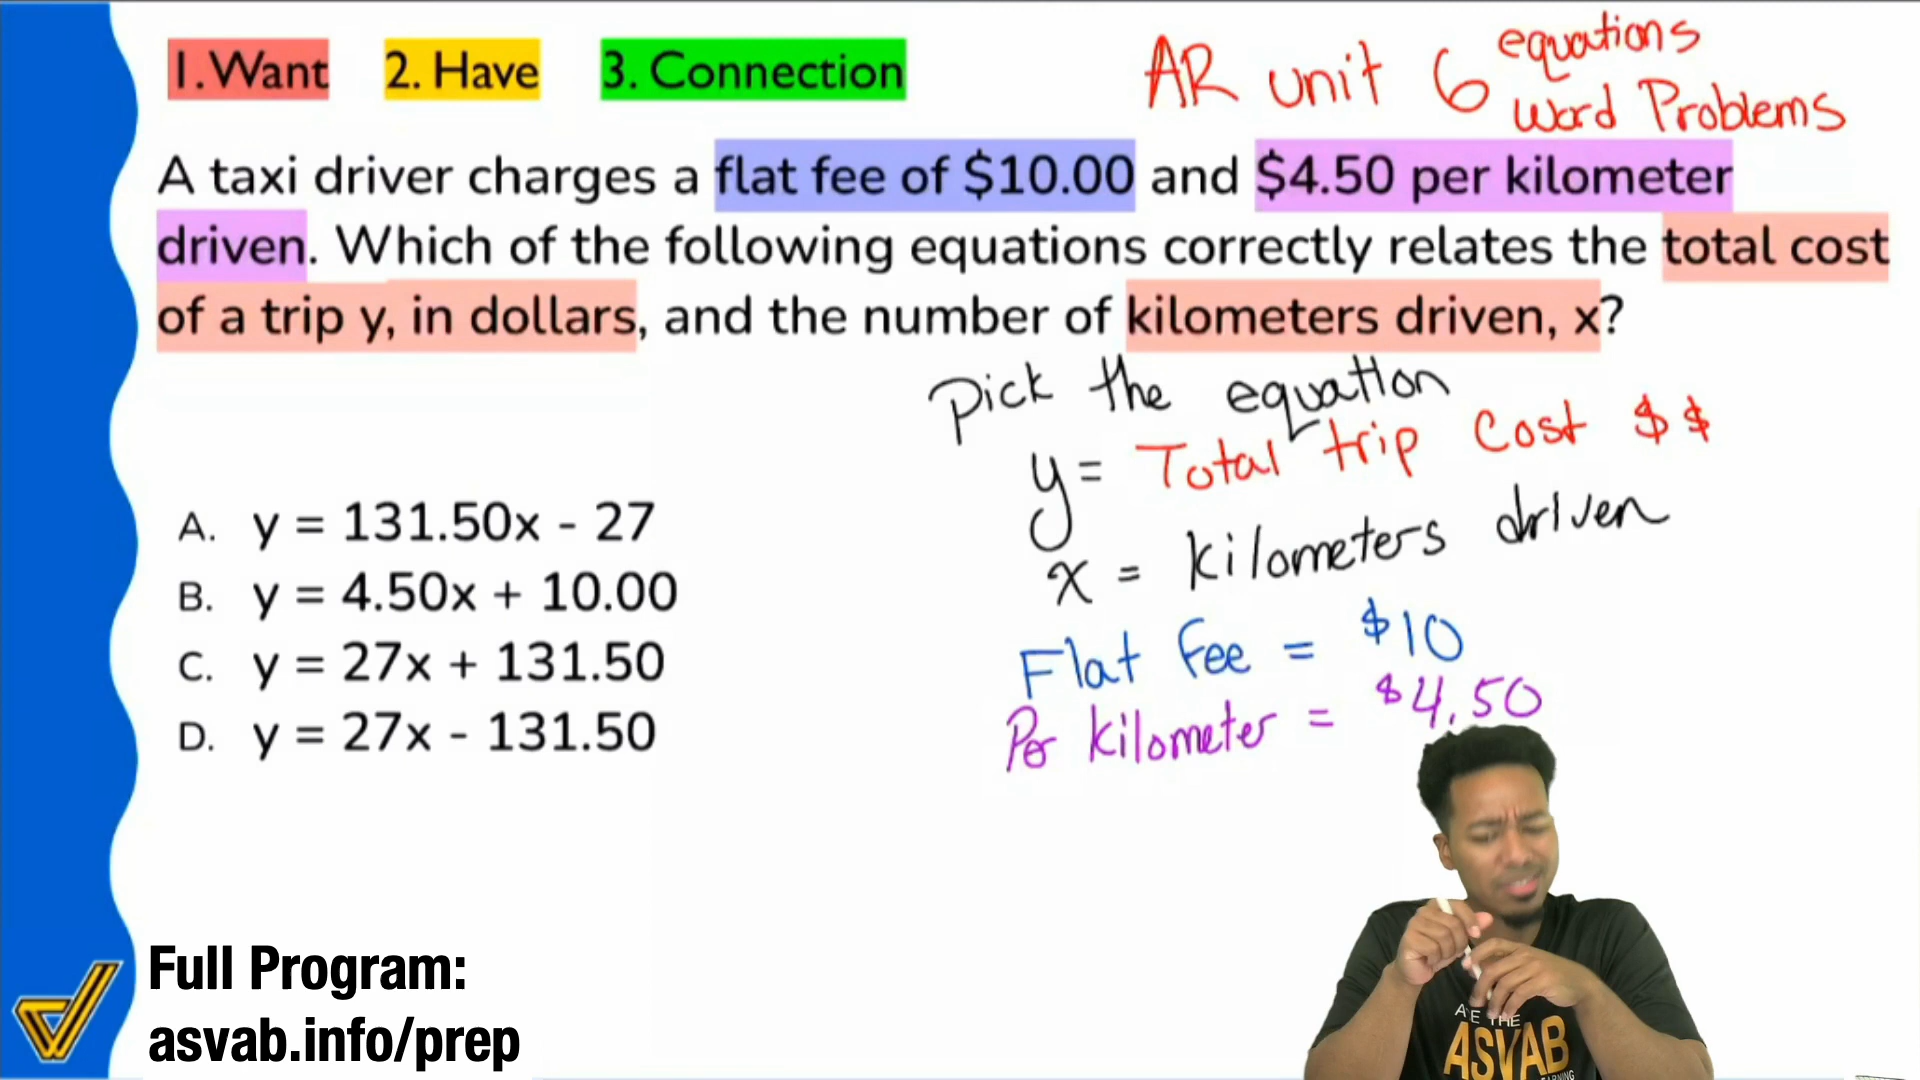 1. Want 2. Have 3. Connection
AR unit 6 equations
Word Problems
A taxi driver charges a flat fee of $10.00 and $4.50 per kilometer
driven. Which of the following equations correctly relates the total cost
of a trip y, in dollars, and the number of kilometers driven, x?
Pick the equation
y = Total trip Cost $ $
x = kilometers driven
Flat Fee = $10
Per kilometer = $4.50
A. y = 131.50x - 27
B. y = 4.50x + 10.00
C. y = 27x + 131.50
D. y = 27x - 131.50
Full Program:
asvab.info/prep
THE
ASVAB